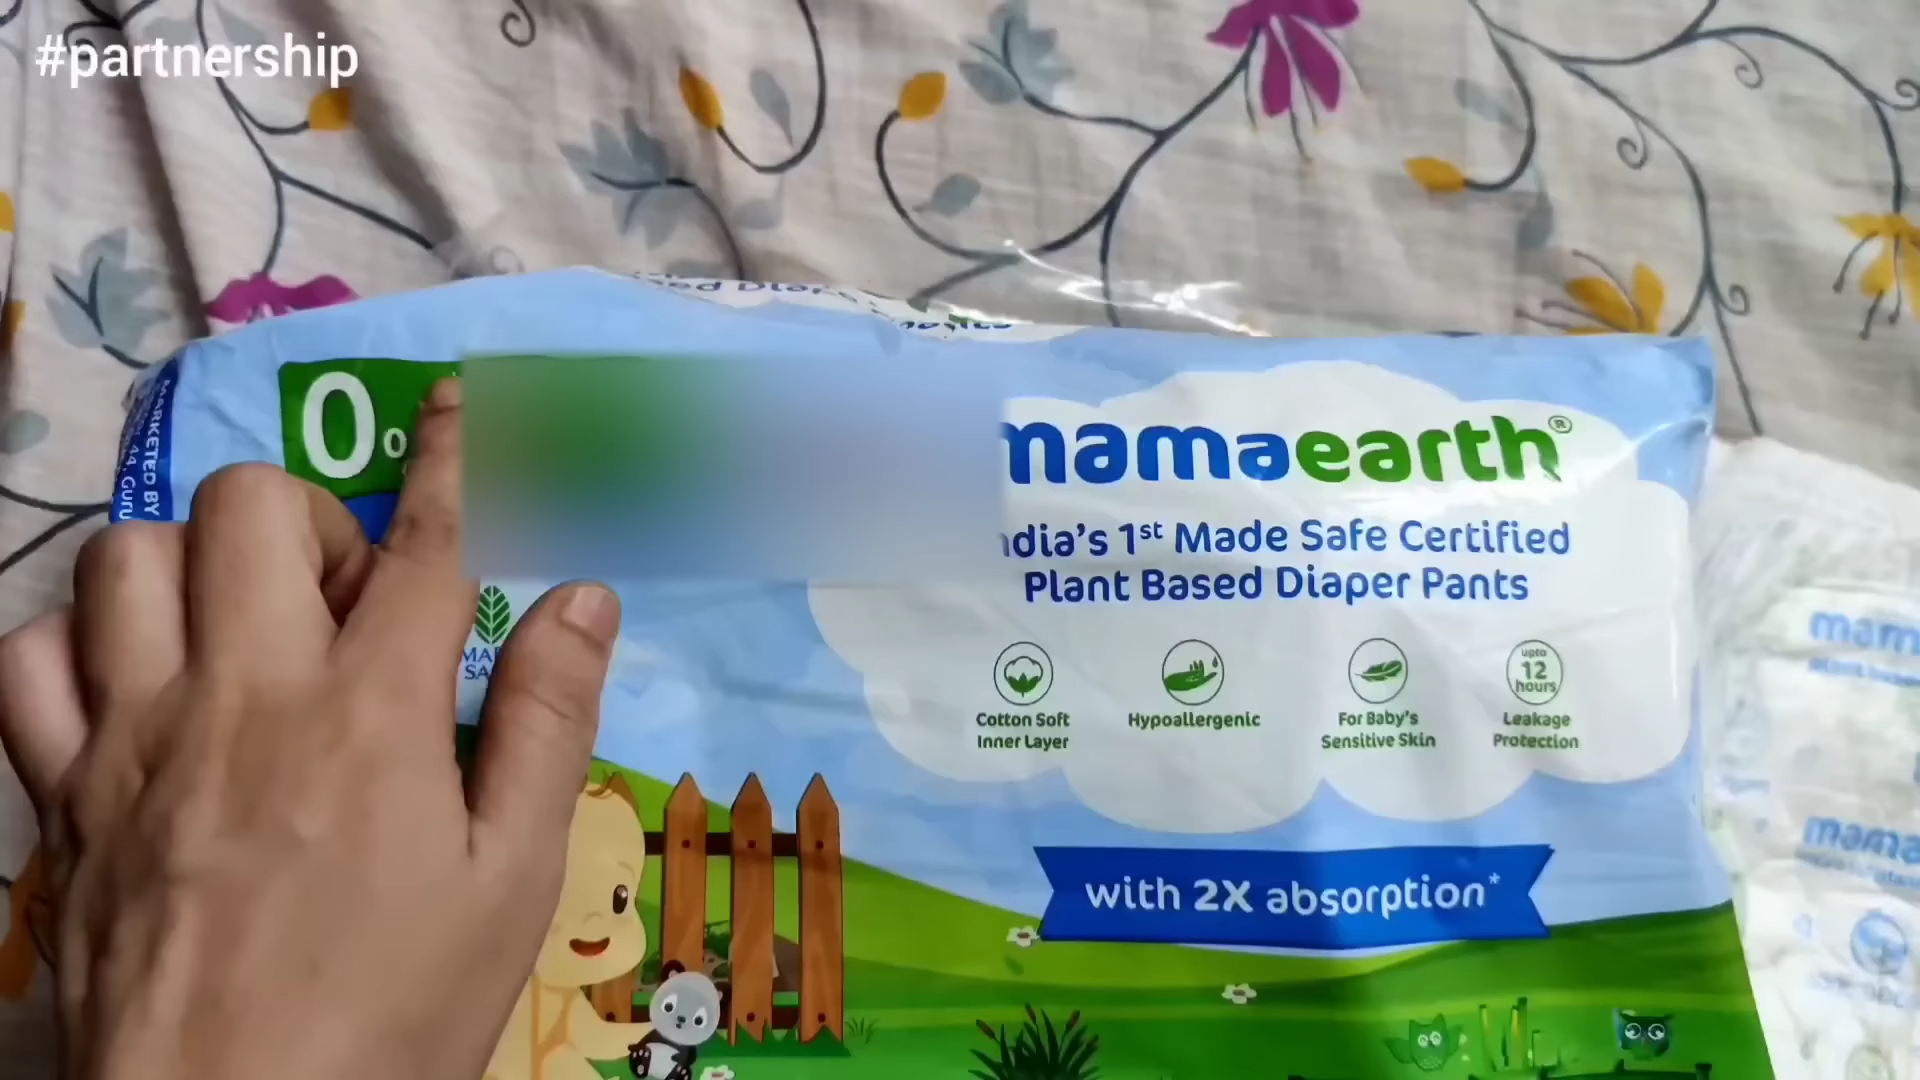 #partnership
0
mamaearth®
India's 1st Made Safe Certified
Plant Based Diaper Pants
Cotton Soft
Inner Layer
Hypoallergenic
For Baby's
Sensitive Skin
upto
12
hours
Leakage
Protection
with 2X absorption*
MARKETED BY